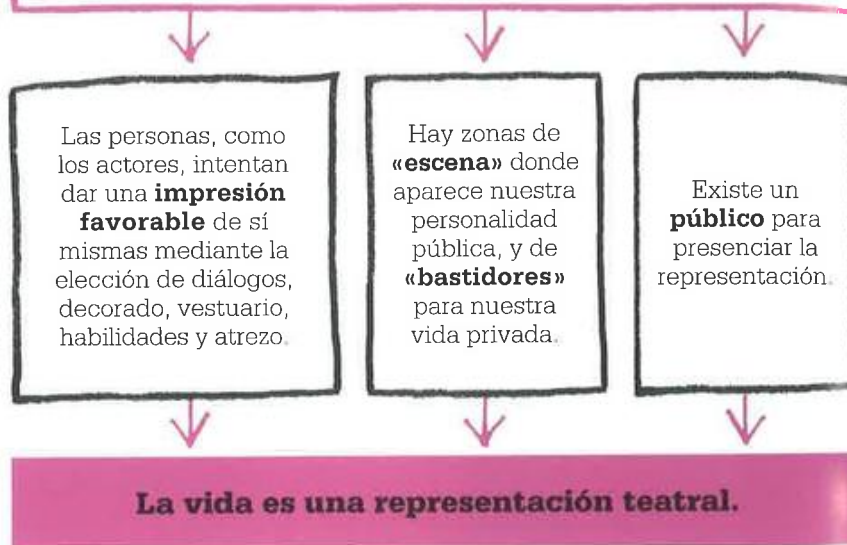 Las personas, como
los actores, intentan
dar una impresión
favorable de sí
mismas mediante la
elección de diálogos,
decorado, vestuario,
habilidades y atrezo.
Hay zonas de
«escena» donde
aparece nuestra
personalidad
pública, y de
«bastidores»
para nuestra
vida privada.
Existe un
público para
presenciar la
representación.
La vida es una representación teatral.